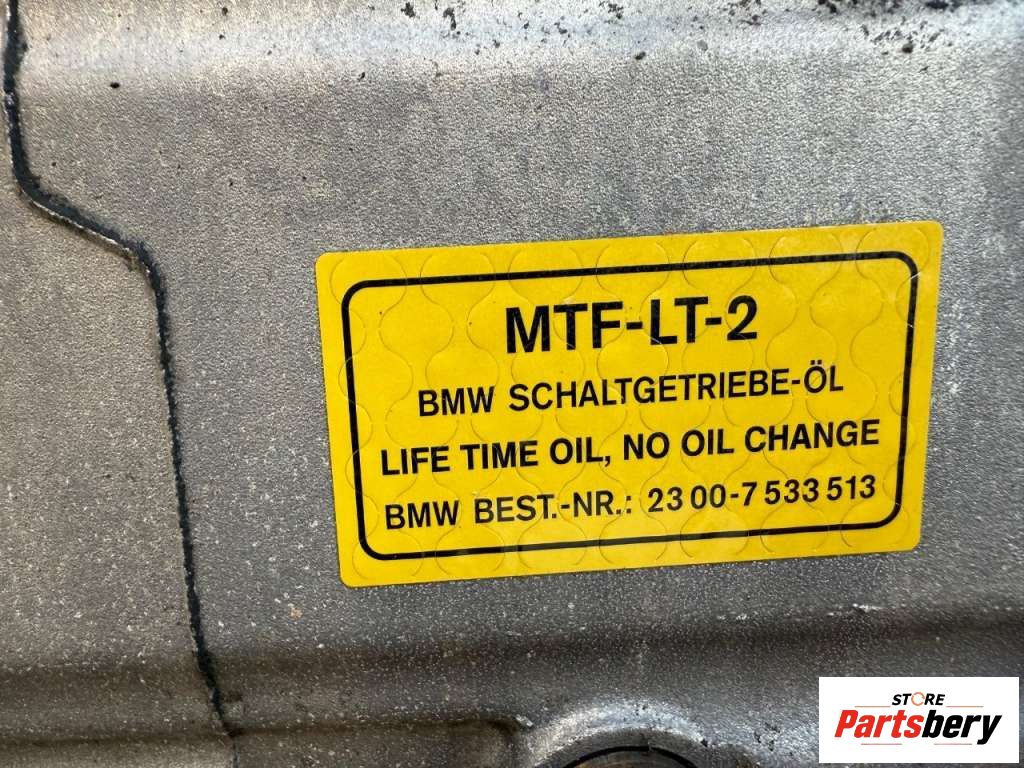 MTF-LT-2
BMW SCHALTGETRIEBE-ÖL
LIFE TIME OIL, NO OIL CHANGE
BMW BEST.-NR.: 23 00-7 533 513
STORE
Partsbery